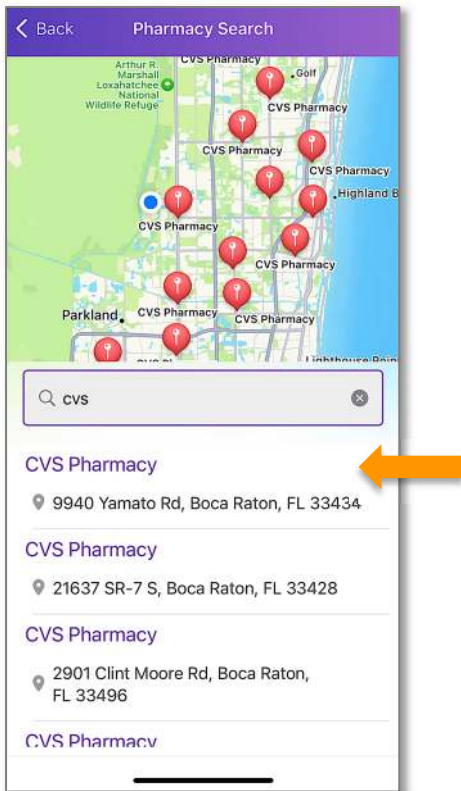 Back
Pharmacy Search
Arthur R.
Marshall
Loxahatchee
National
Wildlife Refuge
CVS Pharmacy
Golf
CVS Pharmacy
CVS Pharmacy
CVS Pharmacy
Highland B
CVS Pharmacy
CVS Pharmacy
Parkland
CVS Pharmacy
CVS Pharmacy
Lighthouse Poin
cvs
CVS Pharmacy
9940 Yamato Rd, Boca Raton, FL 33434
CVS Pharmacy
21637 SR-7 S, Boca Raton, FL 33428
CVS Pharmacy
2901 Clint Moore Rd, Boca Raton,
FL 33496
CVS Pharmacy